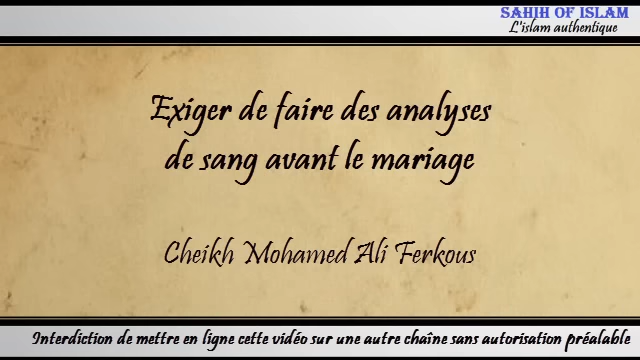 SAHIH OF ISLAM
L'islam authentique
Exiger de faire des analyses
de sang avant le mariage
Cheikh Mohamed Ali Ferkous
Interdiction de mettre en ligne cette vidéo sur une autre chaîne sans autorisation préalable